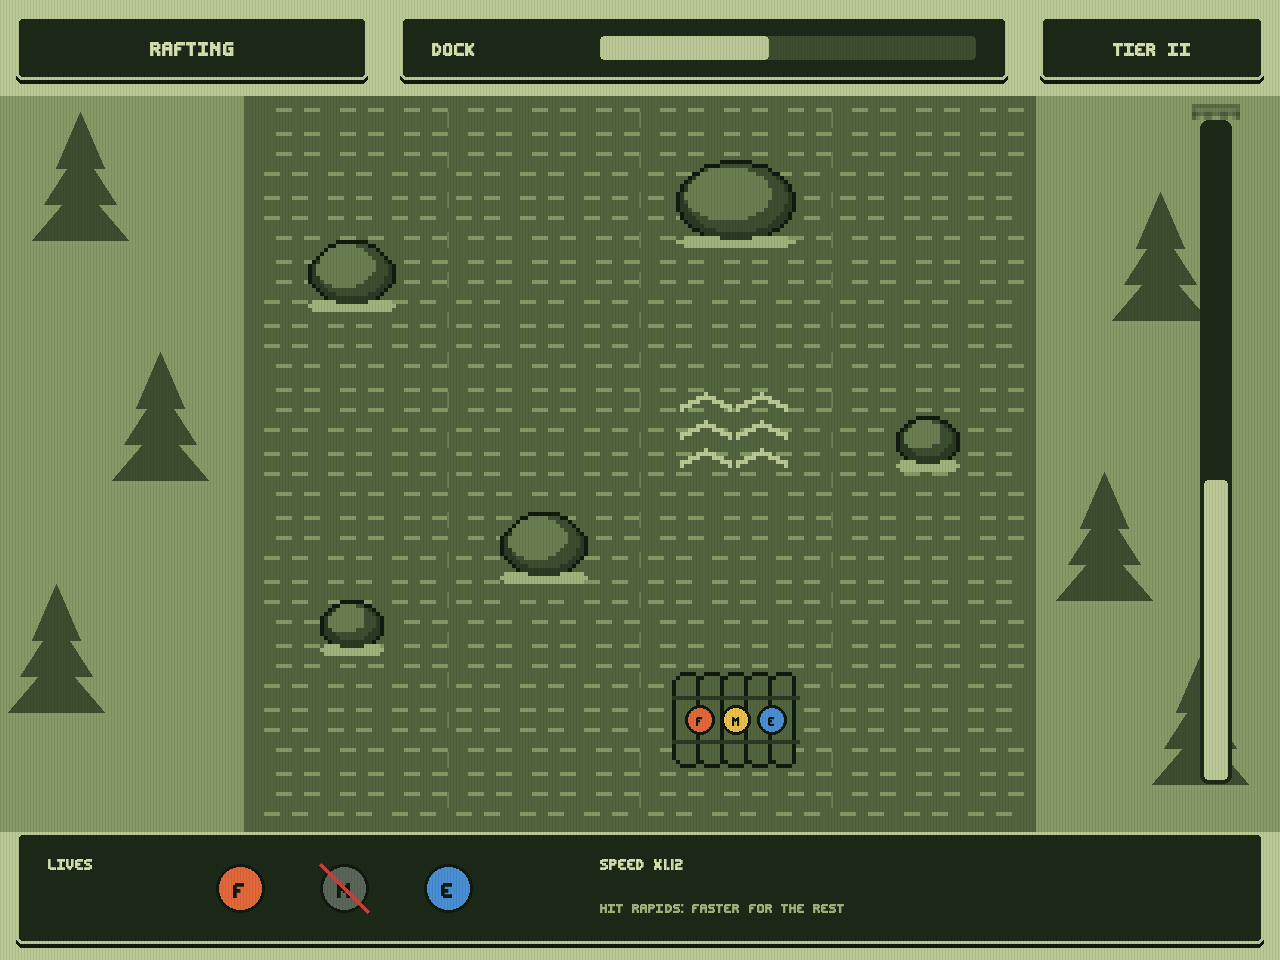 RAFTING
DOCK
TIER II
F M E
LIVES
F M E
SPEED X1.12
HIT RAPIDS: FASTER FOR THE REST